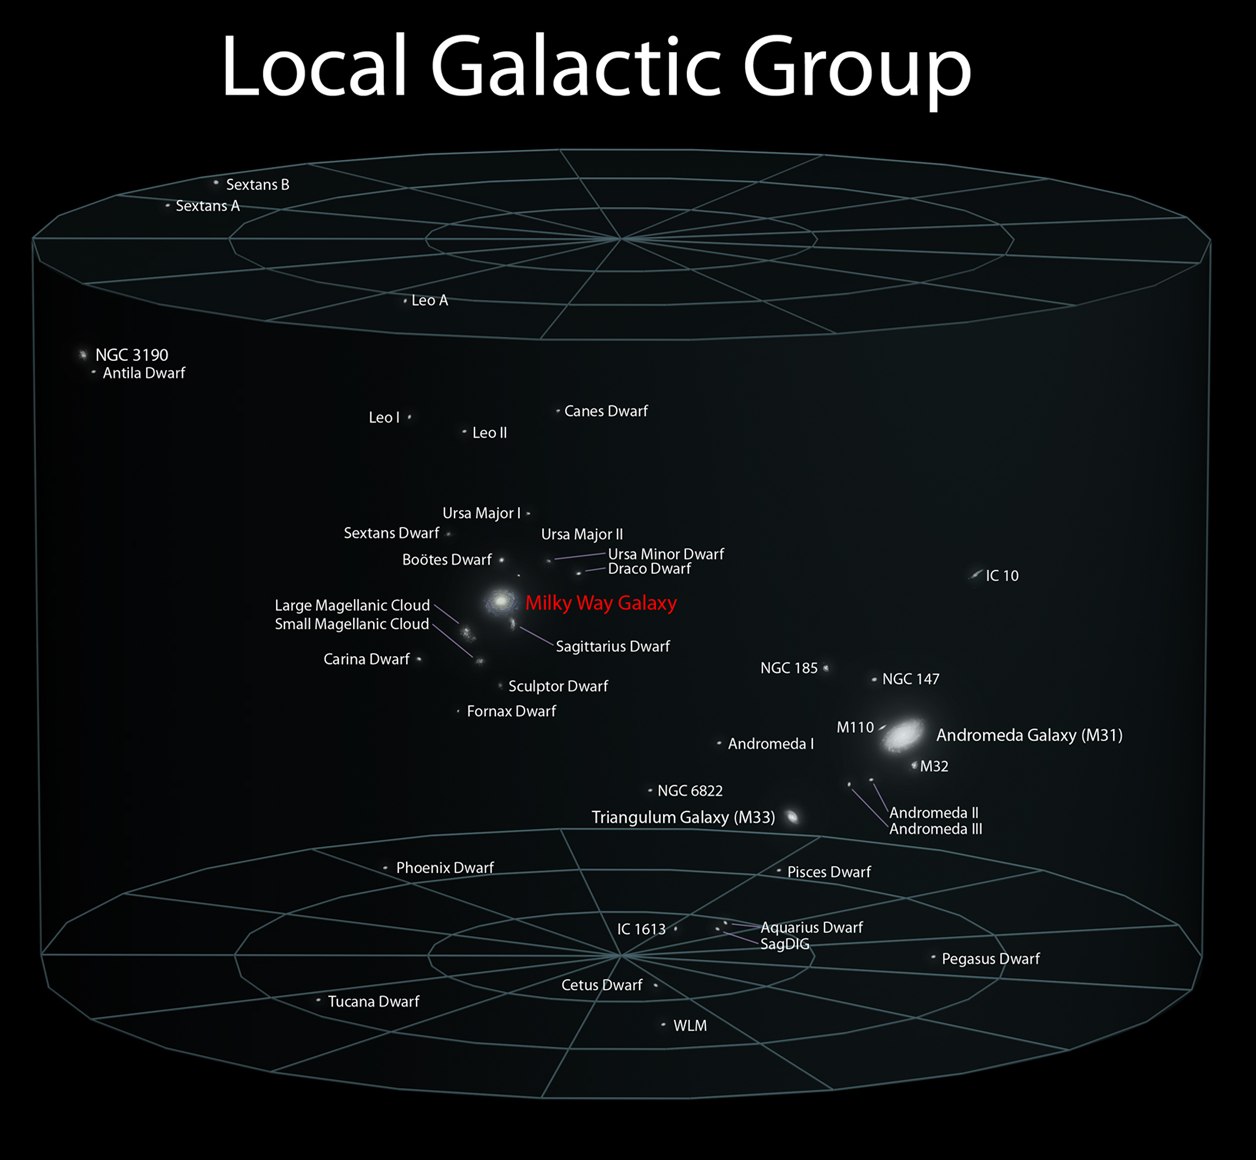 Local Galactic Group
Sextans B
Sextans A
Leo A
NGC 3190
Antila Dwarf
Canes Dwarf
Leo I
Leo II
Ursa Major I
Sextans Dwarf
Ursa Major II
Ursa Minor Dwarf
Boötes Dwarf
Draco Dwarf
IC 10
Milky Way Galaxy
Large Magellanic Cloud
Small Magellanic Cloud
Sagittarius Dwarf
Carina Dwarf
NGC 185
NGC 147
Sculptor Dwarf
Fornax Dwarf
M110
Andromeda Galaxy (M31)
Andromeda I
M32
NGC 6822
Andromeda II
Triangulum Galaxy (M33)
Andromeda III
Phoenix Dwarf
Pisces Dwarf
IC 1613
Aquarius Dwarf
SagDIG
Pegasus Dwarf
Cetus Dwarf
Tucana Dwarf
WLM